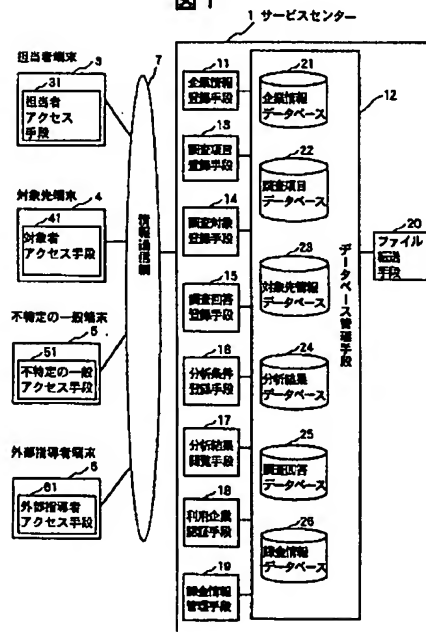 図1
1 サービスセンター
担当者端末
3
31
担当者
アクセス
手段
対象先端末
4
41
対象者
アクセス手段
不特定の一般端末
5
51
不特定の一般
アクセス手段
外部指導者端末
6
61
外部指導者
アクセス手段
7
情報通信網
11
企業情報
登録手段
13
調査項目
登録手段
14
調査対象
登録手段
15
調査回答
登録手段
16
分析条件
登録手段
17
分析結果
閲覧手段
18
利用企業
認証手段
19
課金情報
管理手段
21
企業情報
データベース
22
調査項目
データベース
23
対象先情報
データベース
24
分析結果
データベース
25
調査回答
データベース
26
課金情報
データベース
12
データベース管理手段
20
ファイル
転送
手段